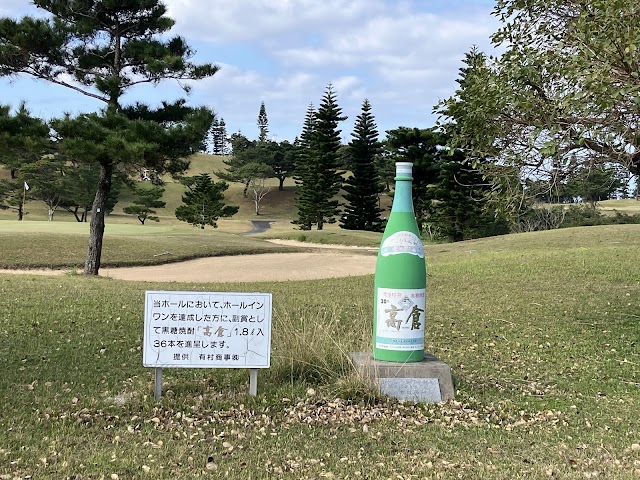 当ホールにおいて、ホールイン
ワンを達成した方に、副賞とし
て黒糖焼酎「高倉」1.8ℓ入
36本を進呈します。
提供 有村商事㈱
30°
高倉